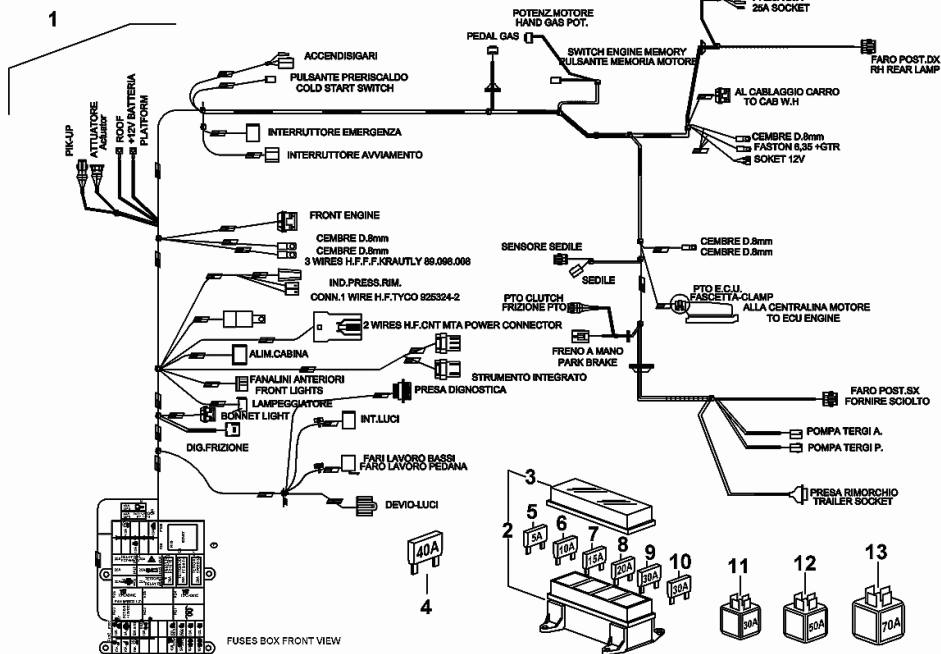 1
25A SOKET
POTENZ.MOTORE
HAND GAS POT.
PEDAL GAS
ACCENDISIGARI
SWITCH ENGINE MEMORY
PULSANTE MEMORIA MOTORE
FARO POST.DX
RH REAR LAMP
PULSANTE PRERISCALDO
COLD START SWITCH
AL CABLAGGIO CARRO
TO CAB W.H
PIK-UP
ATTUATORE
Actuator
ROOF
+12V BATTERIA
PLATFORM
INTERRUTTORE EMERGENZA
INTERRUTTORE AVVIAMENTO
CEMBRE D.8mm
FASTON 6,35 +GTR
SOKET 12V
FRONT ENGINE
CEMBRE D.8mm
CEMBRE D.8mm
3 WIRES H.F.F.F.KRAUTLY 89.098.008
SENSORE SEDILE
SEDILE
CEMBRE D.8mm
CEMBRE D.8mm
IND.PRESS.RIM.
CONN.1 WIRE H.F.TYCO 925324-2
PTO CLUTCH
FRIZIONE PTO
PTO E.C.U.
FASCETTA-CLAMP
ALLA CENTRALINA MOTORE
TO ECU ENGINE
2 WIRES H.F.CNT MTA POWER CONNECTOR
ALIM.CABINA
FRENO A MANO
PARK BRAKE
STRUMENTO INTEGRATO
FANALINI ANTERIORI
FRONT LIGHTS
PRESA DIGNOSTICA
LAMPEGGIATORE
BONNET LIGHT
FARO POST.SX
FORNIRE SCIOLTO
INT.LUCI
DIG.FRIZIONE
POMPA TERGI A.
POMPA TERGI P.
FARI LAVORO BASSI
FARO LAVORO PEDANA
DEVIO-LUCI
PRESA RIMORCHIO
TRAILER SOCKET
3
2
5
5A
6
10A
7
15A
8
20A
9
30A
10
30A
40A
4
11
30A
12
50A
13
70A
FUSES BOX FRONT VIEW